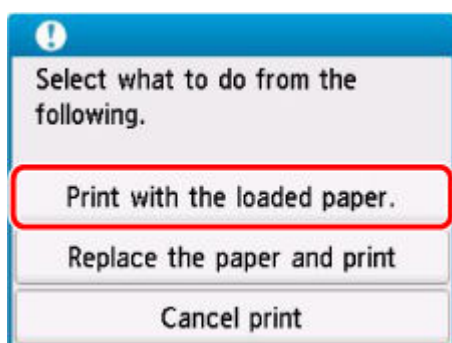 Select what to do from the
following.
Print with the loaded paper.
Replace the paper and print
Cancel print